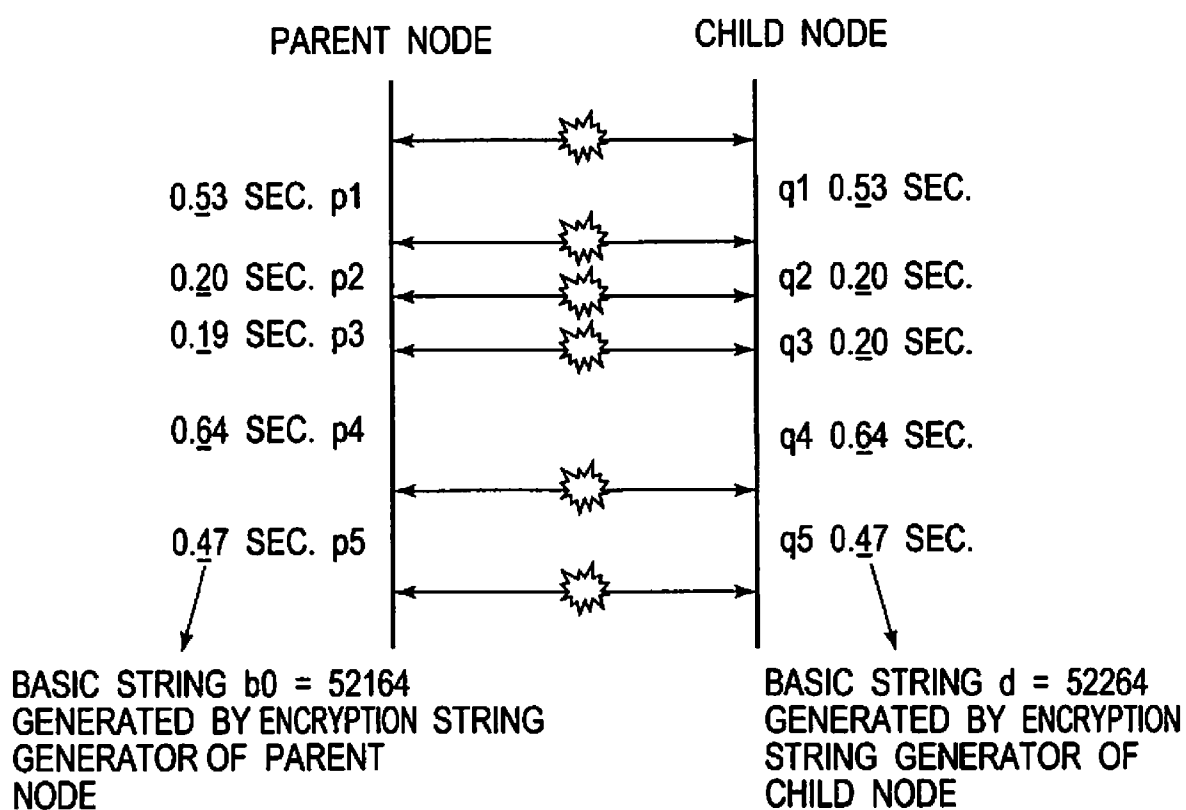 PARENT NODE
CHILD NODE
0.53 SEC. p1
q1 0.53 SEC.
0.20 SEC. p2
q2 0.20 SEC.
0.19 SEC. p3
q3 0.20 SEC.
0.64 SEC. p4
q4 0.64 SEC.
0.47 SEC. p5
q5 0.47 SEC.
BASIC STRING b0 = 52164
GENERATED BY ENCRYPTION STRING
GENERATOR OF PARENT
NODE
BASIC STRING d = 52264
GENERATED BY ENCRYPTION
STRING GENERATOR OF
CHILD NODE